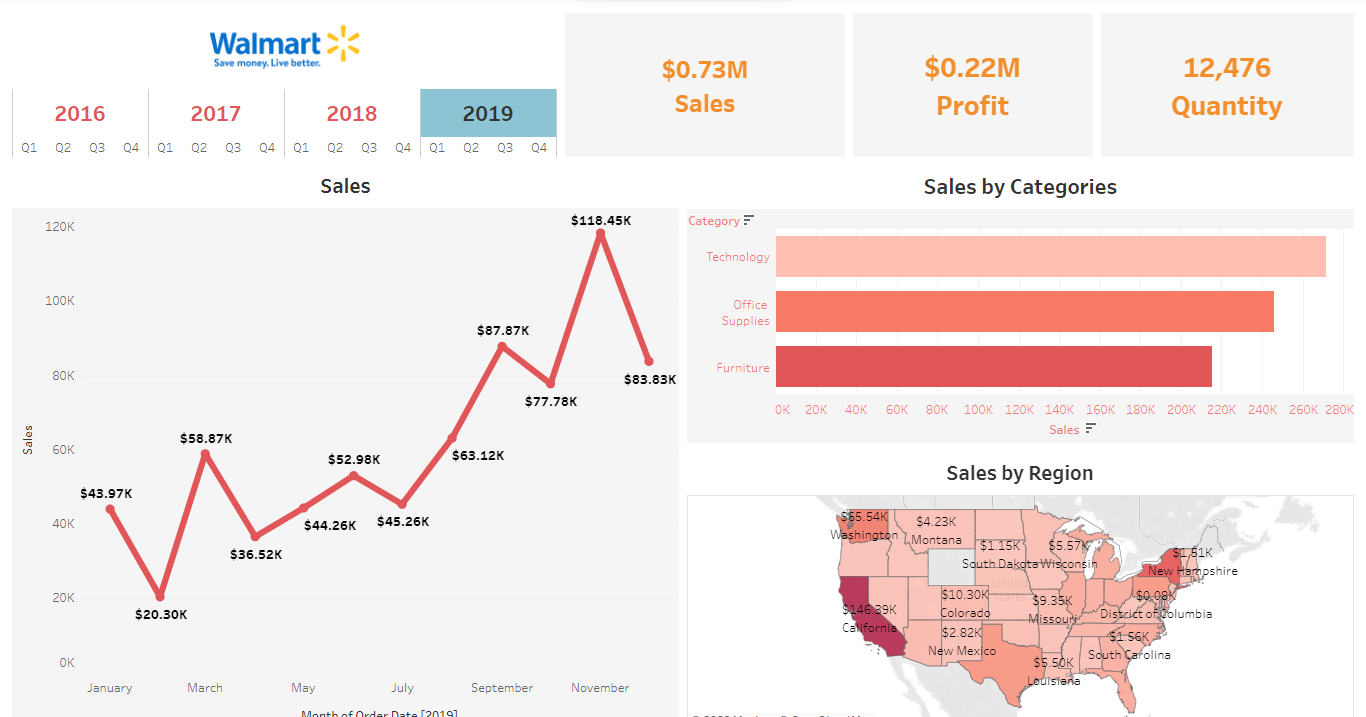 Walmart
Save money. Live better.
2016 2017 2018 2019
Q1 Q2 Q3 Q4 Q1 Q2 Q3 Q4 Q1 Q2 Q3 Q4 Q1 Q2 Q3 Q4
$0.73M
Sales
$0.22M
Profit
12,476
Quantity
Sales
120K
100K
80K
60K
40K
20K
0K
Sales
$43.97K
$20.30K
$58.87K
$36.52K
$44.26K
$52.98K
$45.26K
$63.12K
$87.87K
$77.78K
$118.45K
$83.83K
January March May July September November
Month of Order Date [2019]
Sales by Categories
Category
Technology
Office
Supplies
Furniture
0K 20K 40K 60K 80K 100K 120K 140K 160K 180K 200K 220K 240K 260K 280K
Sales
Sales by Region
$65.54K
Washington
$4.23K
Montana
$1.15K
South Dakota
$5.57K
Wisconsin
$1.51K
New Hampshire
United
States
$146.39K
California
$10.30K
Colorado
$9.35K
Missouri
$0.08K
District of Columbia
$2.82K
New Mexico
$1.56K
South Carolina
$5.50K
Louisiana